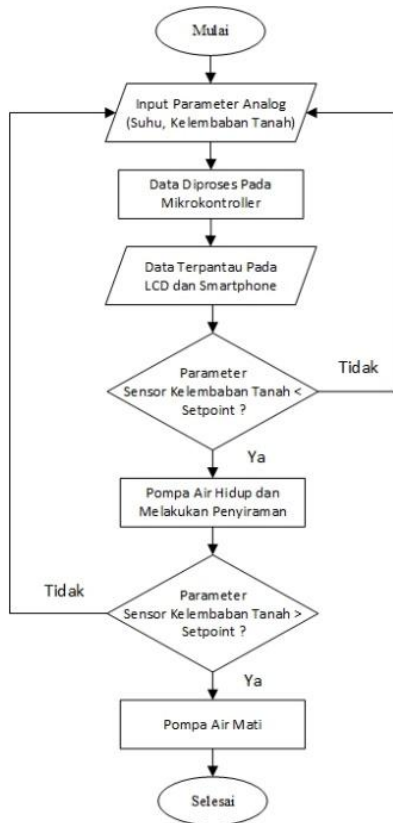 Mulai
Input Parameter Analog
(Suhu, Kelembaban Tanah)
Data Diproses Pada
Mikrokontroller
Data Terpantau Pada
LCD dan Smartphone
Parameter
Sensor Kelembaban Tanah <
Setpoint ?
Tidak
Ya
Pompa Air Hidup dan
Melakukan Penyiraman
Parameter
Sensor Kelembaban Tanah >
Setpoint ?
Tidak
Ya
Pompa Air Mati
Selesai